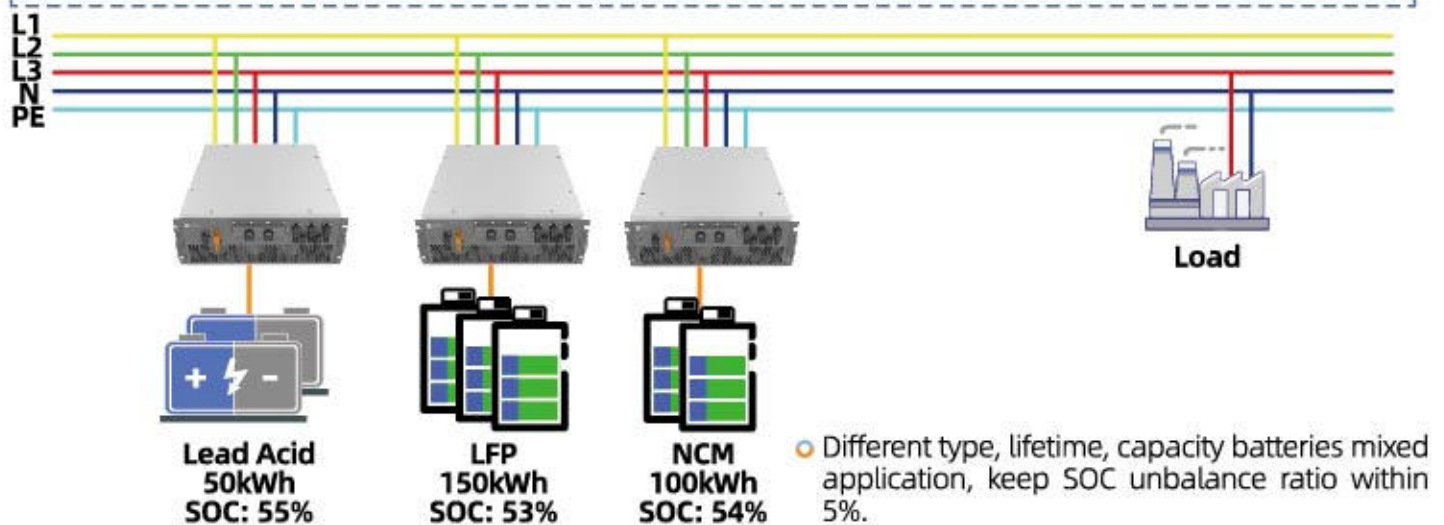 L1
L2
L3
N
PE
Load
Lead Acid
50kWh
SOC: 55%
LFP
150kWh
SOC: 53%
NCM
100kWh
SOC: 54%
Different type, lifetime, capacity batteries mixed
application, keep SOC unbalance ratio within
5%.